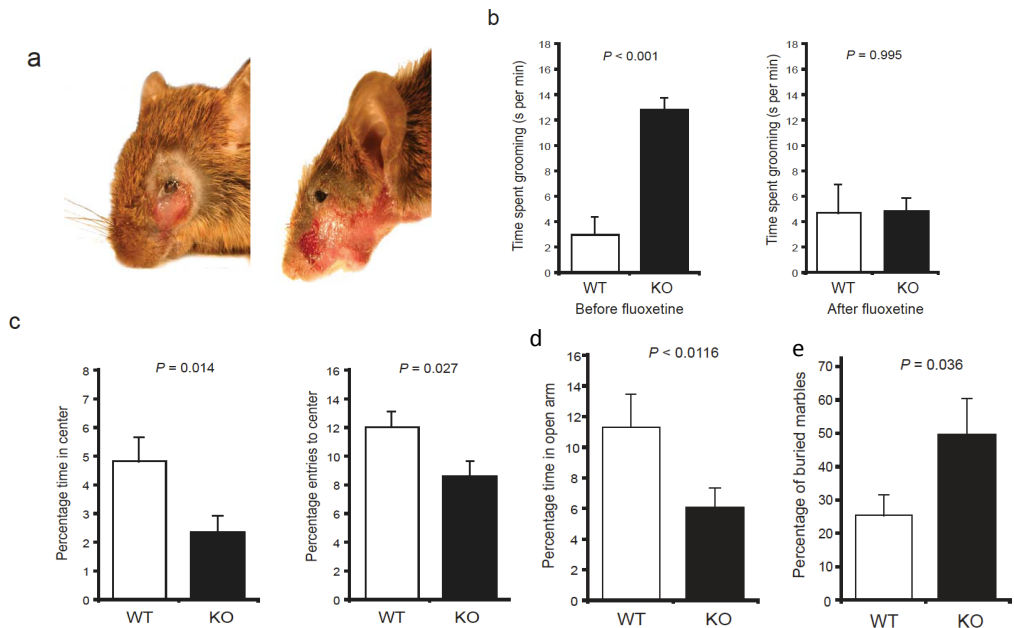 a
b
Time spent grooming (s per min)
18
16
14
12
10
8
6
4
2
0
P < 0.001
WT KO
Before fluoxetine
Time spent grooming (s per min)
18
16
14
12
10
8
6
4
2
0
P = 0.995
WT KO
After fluoxetine
c
Percentage time in center
8
7
6
5
4
3
2
1
0
P = 0.014
WT KO
Percentage entries to center
16
14
12
10
8
6
4
2
0
P = 0.027
WT KO
d
Percentage time in open arm
16
14
12
10
8
6
4
2
0
P < 0.0116
WT KO
e
Percentage of buried marbles
70
60
50
40
30
20
10
0
P = 0.036
WT KO